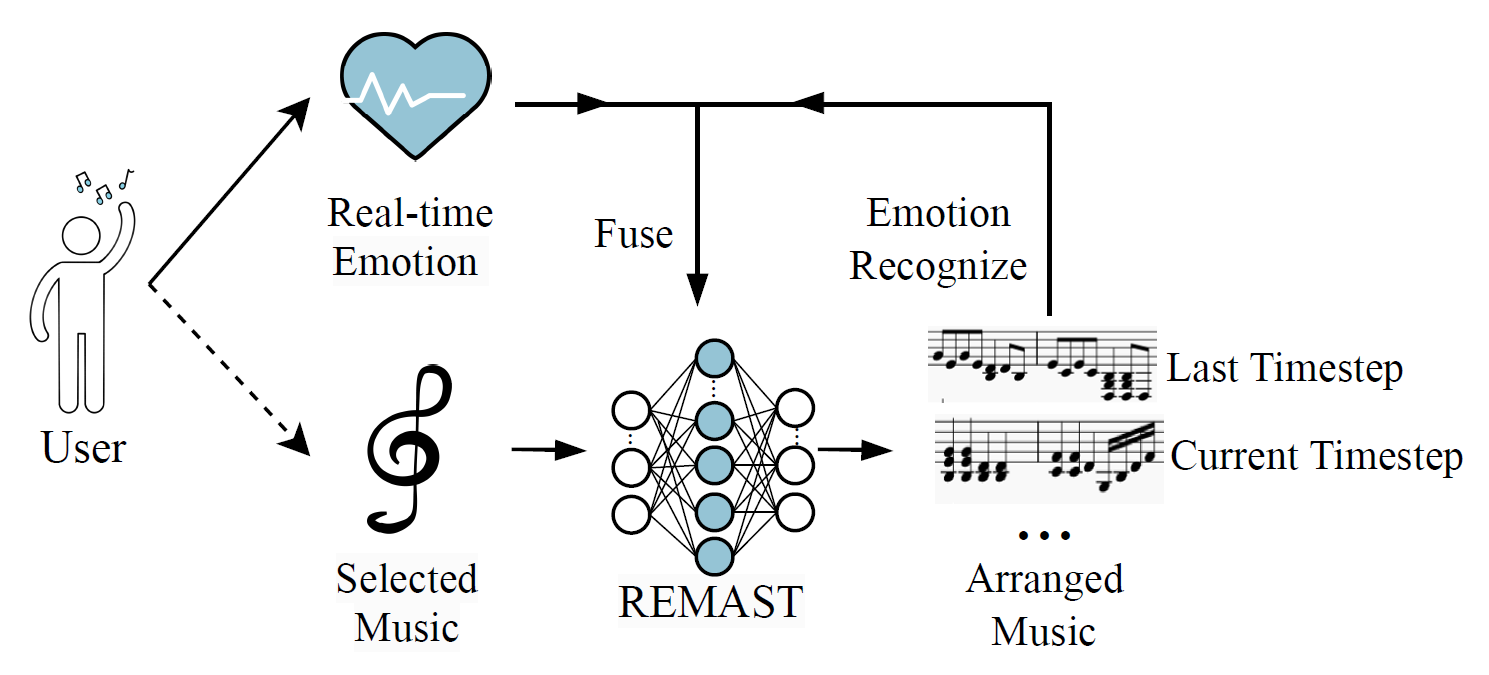 Real-time
Emotion
Fuse
Emotion
Recognize
Last Timestep
User
Current Timestep
Selected
Music
REMAST
...
Arranged
Music